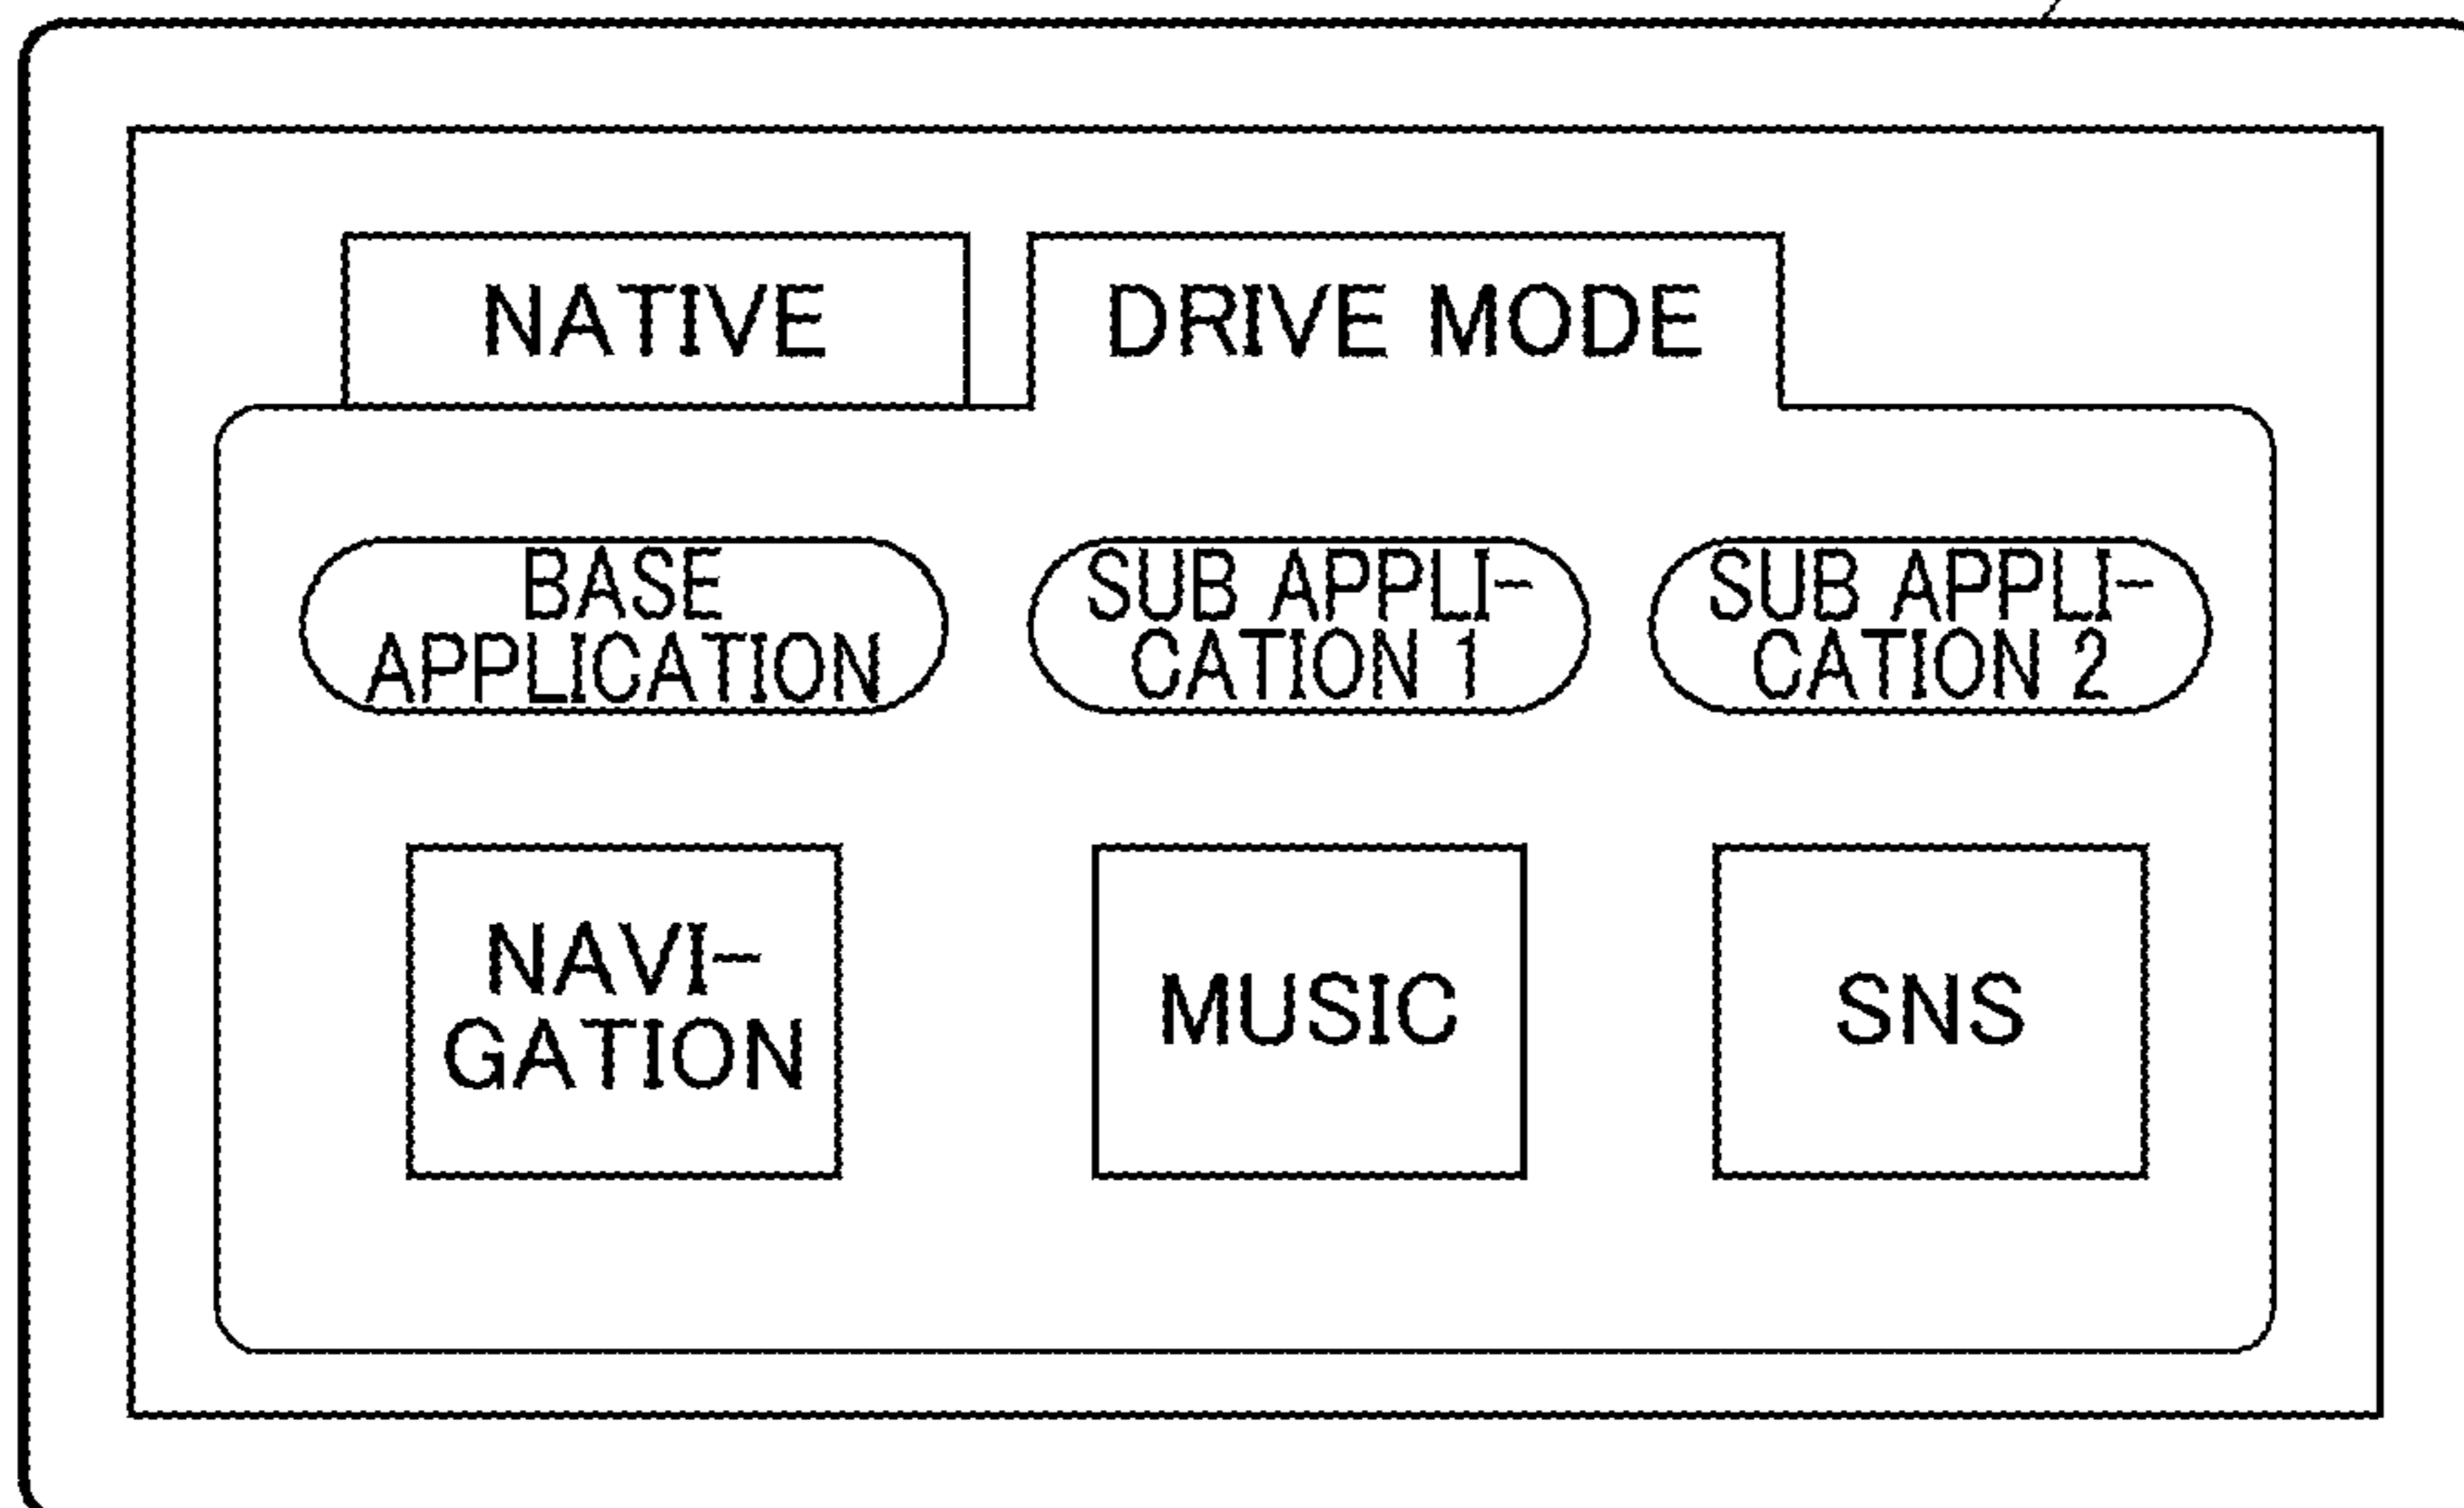 NATIVE
DRIVE MODE
BASE
APPLICATION
SUB APPLI-
CATION 1
SUB APPLI-
CATION 2
NAVI-
GATION
MUSIC
SNS